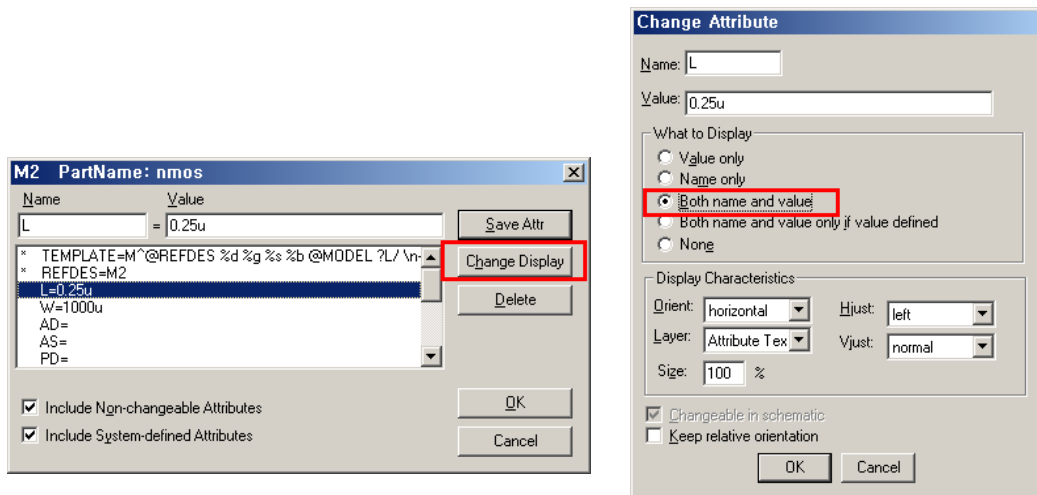 M2 PartName: nmos
Name Value
L = 0.25u
Save Attr
* TEMPLATE=M^@REFDES %d %g %s %b @MODEL ?L/ \n-
* REFDES=M2
L=0.25u
W=1000u
AD=
AS=
PD=
Change Display
Delete
Include Non-changeable Attributes
Include System-defined Attributes
OK
Cancel
Change Attribute
Name: L
Value: 0.25u
What to Display
Value only
Name only
Both name and value
Both name and value only if value defined
None
Display Characteristics
Orient: horizontal Hjust: left
Layer: Attribute Tex Vjust: normal
Size: 100 %
Changeable in schematic
Keep relative orientation
OK Cancel